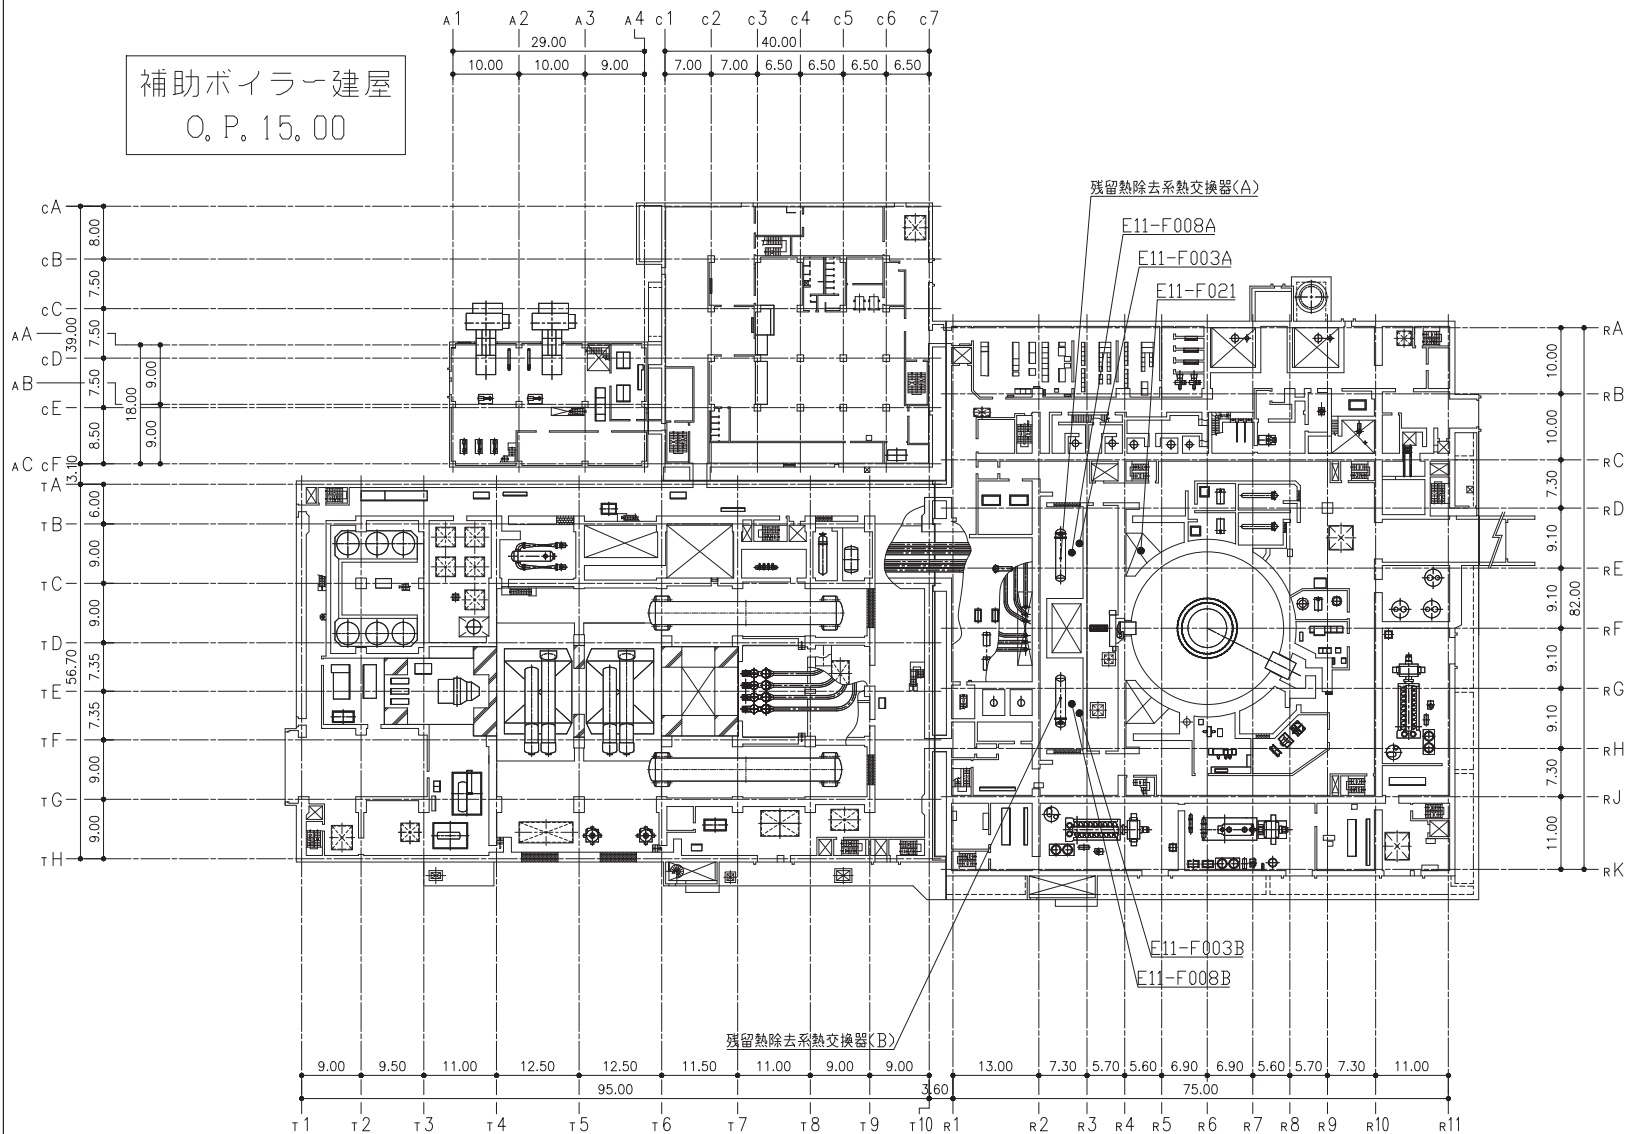 A1 A2 A3 A4 C1 C2 C3 C4 C5 C6 C7
29.00 40.00
10.00 10.00 9.00 7.00 7.00 6.50 6.50 6.50 6.50
補助ボイラー建屋
O. P. 15. 00
残留熱除去系熱交換器(A)
E11-F008A
E11-F003A
E11-F021
CA
8.00
CB
7.50
CC
AA
39.00
7.50
CD
AB
7.50
CE
18.00
9.00
9.00
8.50
AC CF
3.10
TA
6.00
TB
9.00
TC
9.00
TD
56.70
7.35
TE
7.35
TF
9.00
TG
9.00
TH
RA
10.00
RB
10.00
RC
7.30
RD
9.10
RE
9.10
82.00
RF
9.10
RG
9.10
RH
7.30
RJ
11.00
RK
E11-F003B
E11-F008B
残留熱除去系熱交換器(B)
9.00 9.50 11.00 12.50 12.50 11.50 11.00 9.00 9.00 13.00 7.30 5.70 5.60 6.90 6.90 5.60 5.70 7.30 11.00
95.00 3.60 75.00
T1 T2 T3 T4 T5 T6 T7 T8 T9 T10 R1 R2 R3 R4 R5 R6 R7 R8 R9 R10 R11